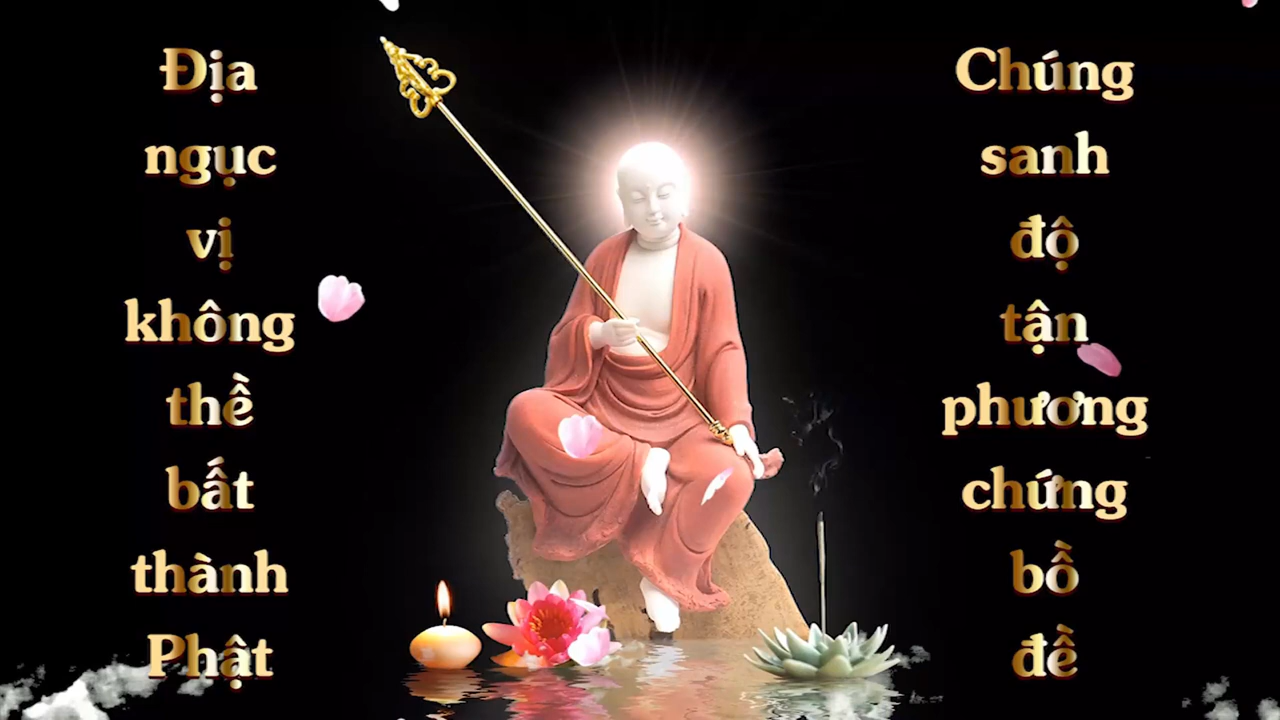 Địa
ngục
vị
không
thề
bất
thành
Phật
Chúng
sanh
độ
tận
phương
chứng
bồ
đề